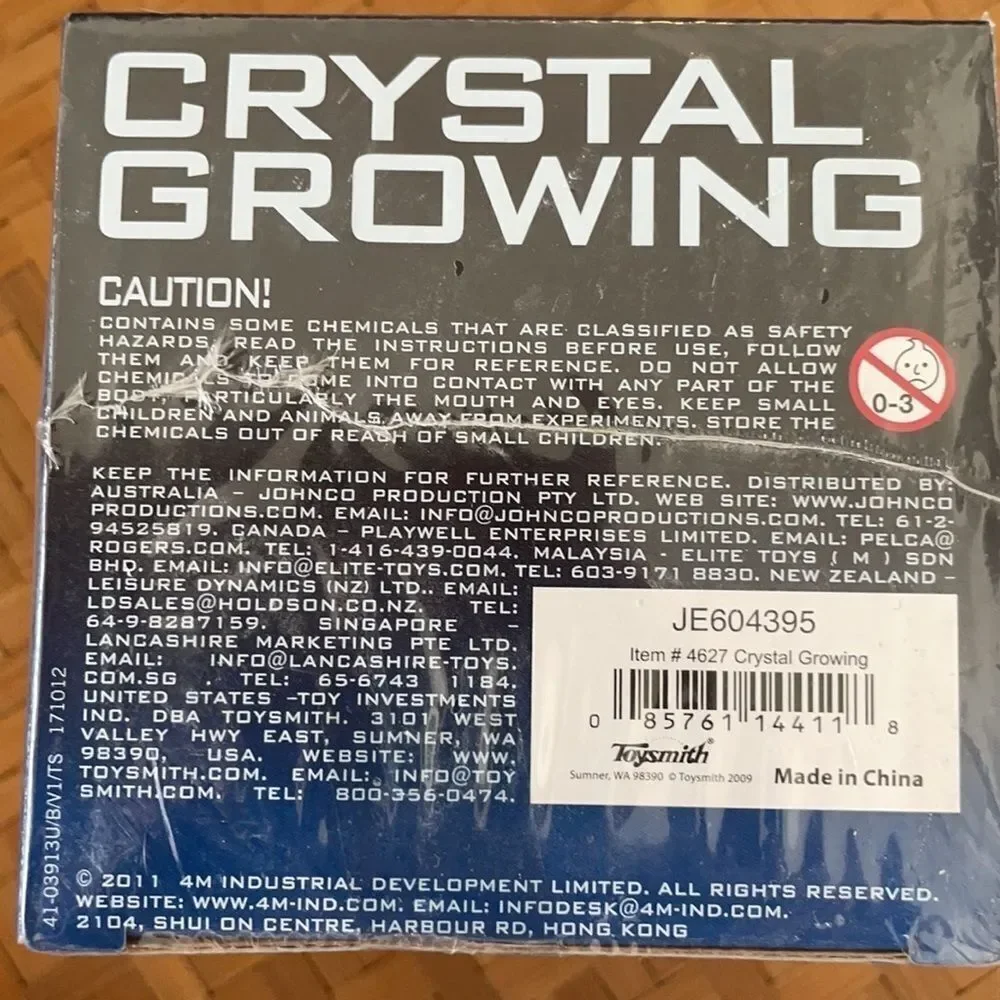 CRYSTAL
GROWING
CAUTION!
CONTAINS SOME CHEMICALS THAT ARE CLASSIFIED AS SAFETY
HAZARDS. READ THE INSTRUCTIONS BEFORE USE, FOLLOW
THEM AND KEEP THEM FOR REFERENCE. DO NOT ALLOW
CHEMICALS TO COME INTO CONTACT WITH ANY PART OF THE
BODY, PARTICULARLY THE MOUTH AND EYES. KEEP SMALL
CHILDREN AND ANIMALS AWAY FROM EXPERIMENTS. STORE THE
CHEMICALS OUT OF REACH OF SMALL CHILDREN.
0-3
KEEP THE INFORMATION FOR FURTHER REFERENCE. DISTRIBUTED BY:
AUSTRALIA – JOHNCO PRODUCTION PTY LTD. WEB SITE: WWW.JOHNCO
PRODUCTIONS.COM. EMAIL: INFO@JOHNCOPRODUCTIONS.COM. TEL: 61-2-
94525819. CANADA – PLAYWELL ENTERPRISES LIMITED. EMAIL: PELCA@
ROGERS.COM. TEL: 1-416-439-0044. MALAYSIA - ELITE TOYS ( M ) SDN
BHD. EMAIL: INFO@ELITE-TOYS.COM. TEL: 603-9171 8830. NEW ZEALAND –
LEISURE DYNAMICS (NZ) LTD.. EMAIL:
LDSALES@HOLDSON.CO.NZ. TEL:
64-9-8287159. SINGAPORE –
LANCASHIRE MARKETING PTE LTD.
EMAIL: INFO@LANCASHIRE-TOYS.
COM.SG . TEL: 65-6743 1184.
UNITED STATES –TOY INVESTMENTS
INC. DBA TOYSMITH. 3101 WEST
VALLEY HWY EAST, SUMNER, WA
98390, USA. WEBSITE: WWW.
TOYSMITH.COM. EMAIL: INFO@TOY
SMITH.COM. TEL: 800-356-0474.
JE604395
Item # 4627 Crystal Growing
0 85761 14411 8
Toysmith®
Sumner, WA 98390 © Toysmith 2009
Made in China
41-03913U/B/V1/TS 171012
© 2011 4M INDUSTRIAL DEVELOPMENT LIMITED. ALL RIGHTS RESERVED.
WEBSITE: WWW.4M-IND.COM. EMAIL: INFODESK@4M-IND.COM.
2104, SHUI ON CENTRE, HARBOUR RD, HONG KONG